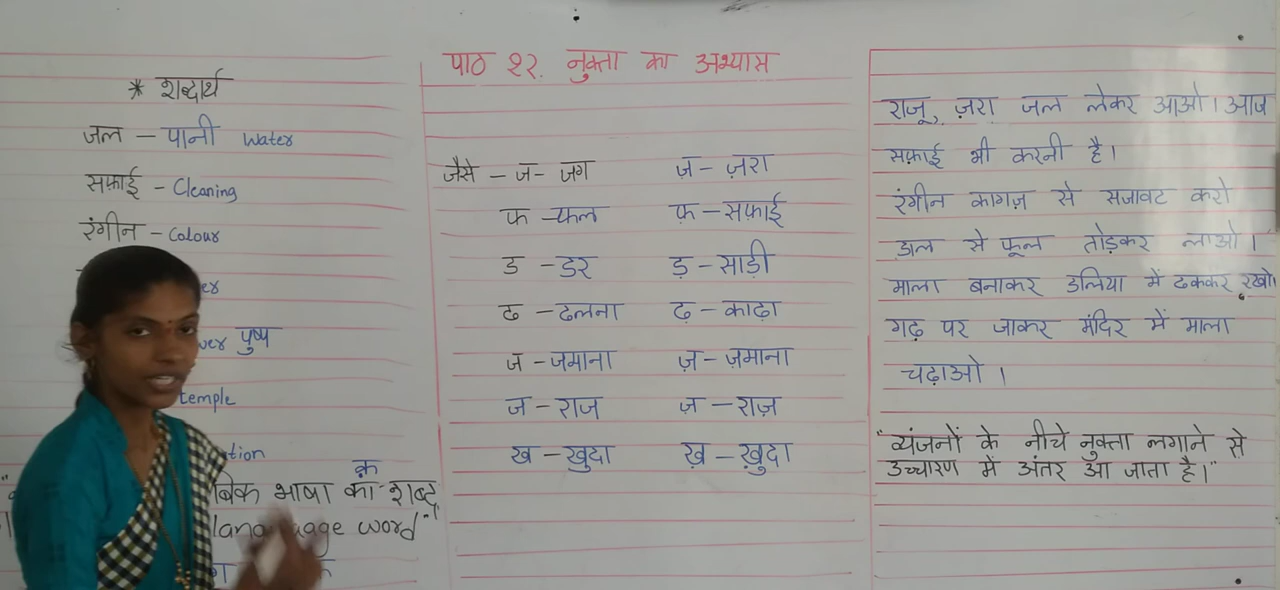 * शब्दार्थ
जल – पानी Water
सफ़ाई – Cleaning
रंगीन – Colour
पुष्प
temple
बिक भाषा का शब्द
क़
language word"
पाठ २२. नुक्ता का अभ्यास
जैसे – ज – जग ज़ – ज़रा
फ – फल फ़ – सफ़ाई
ड – डर ड़ – साड़ी
ढ – ढलना ढ़ – काढ़ा
ज – जमाना ज़ – ज़माना
ज – राज ज़ – राज़
ख – खुदा ख़ – ख़ुदा
राजू, ज़रा जल लेकर आओ। आज
सफ़ाई भी करनी है।
रंगीन कागज़ से सजावट करो
डाल से फूल तोड़कर लाओ।
माला बनाकर डलिया में ढककर रखो।
गढ़ पर जाकर मंदिर में माला
चढ़ाओ।
"व्यंजनों के नीचे नुक्ता लगाने से
उच्चारण में अंतर आ जाता है।"